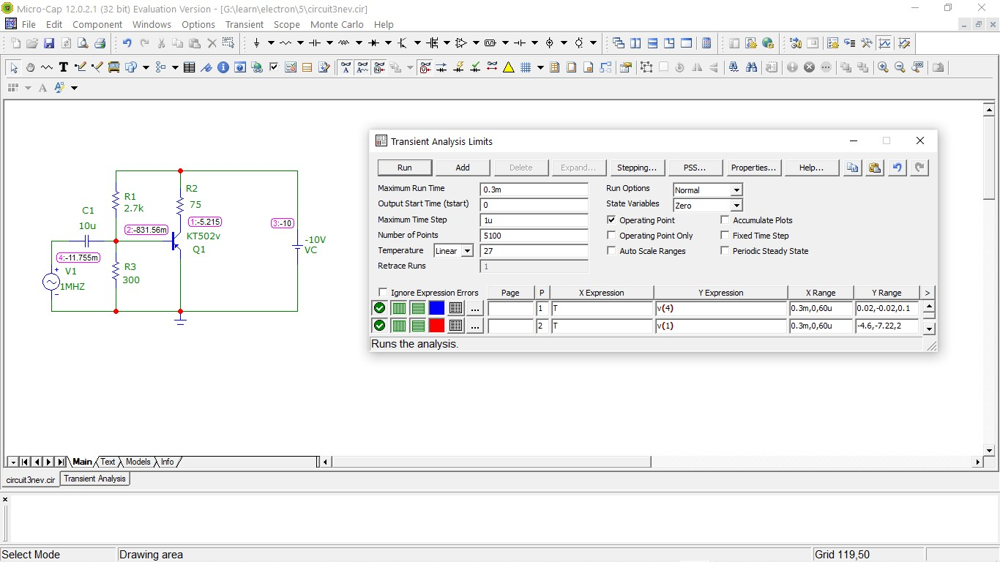 Micro-Cap 12.0.2.1 (32 bit) Evaluation Version - [G:\learn\electron\5\circuit3nev.cir]
File Edit Component Windows Options Transient Scope Monte Carlo Help
R1
2.7k
R2
75
C1
10u
1:-5.215
2:-831.56m
3:-10
KT502v
Q1
-10V
VC
4:-11.755m
V1
1MHZ
R3
300
Transient Analysis Limits
Run Add Delete Expand... Stepping... PSS... Properties... Help...
Maximum Run Time 0.3m Run Options Normal
Output Start Time (tstart) 0 State Variables Zero
Maximum Time Step 1u Operating Point Accumulate Plots
Number of Points 5100 Operating Point Only Fixed Time Step
Temperature Linear 27 Auto Scale Ranges Periodic Steady State
Retrace Runs 1
Ignore Expression Errors Page P X Expression Y Expression X Range Y Range >
... 1 T v(4) 0.3m,0,60u 0.02,-0.02,0.1
... 2 T v(1) 0.3m,0,60u -4.6,-7.22,2
Runs the analysis.
Main Text Models Info
circuit3nev.cir Transient Analysis
Select Mode Drawing area Grid 119,50